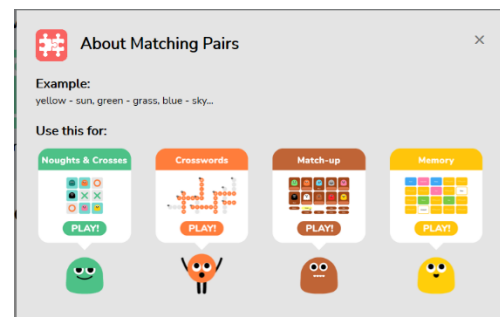 About Matching Pairs
Example:
yellow - sun, green - grass, blue - sky...
Use this for:
Noughts & Crosses
Crosswords
Match-up
Memory
PLAY!
PLAY!
PLAY!
PLAY!